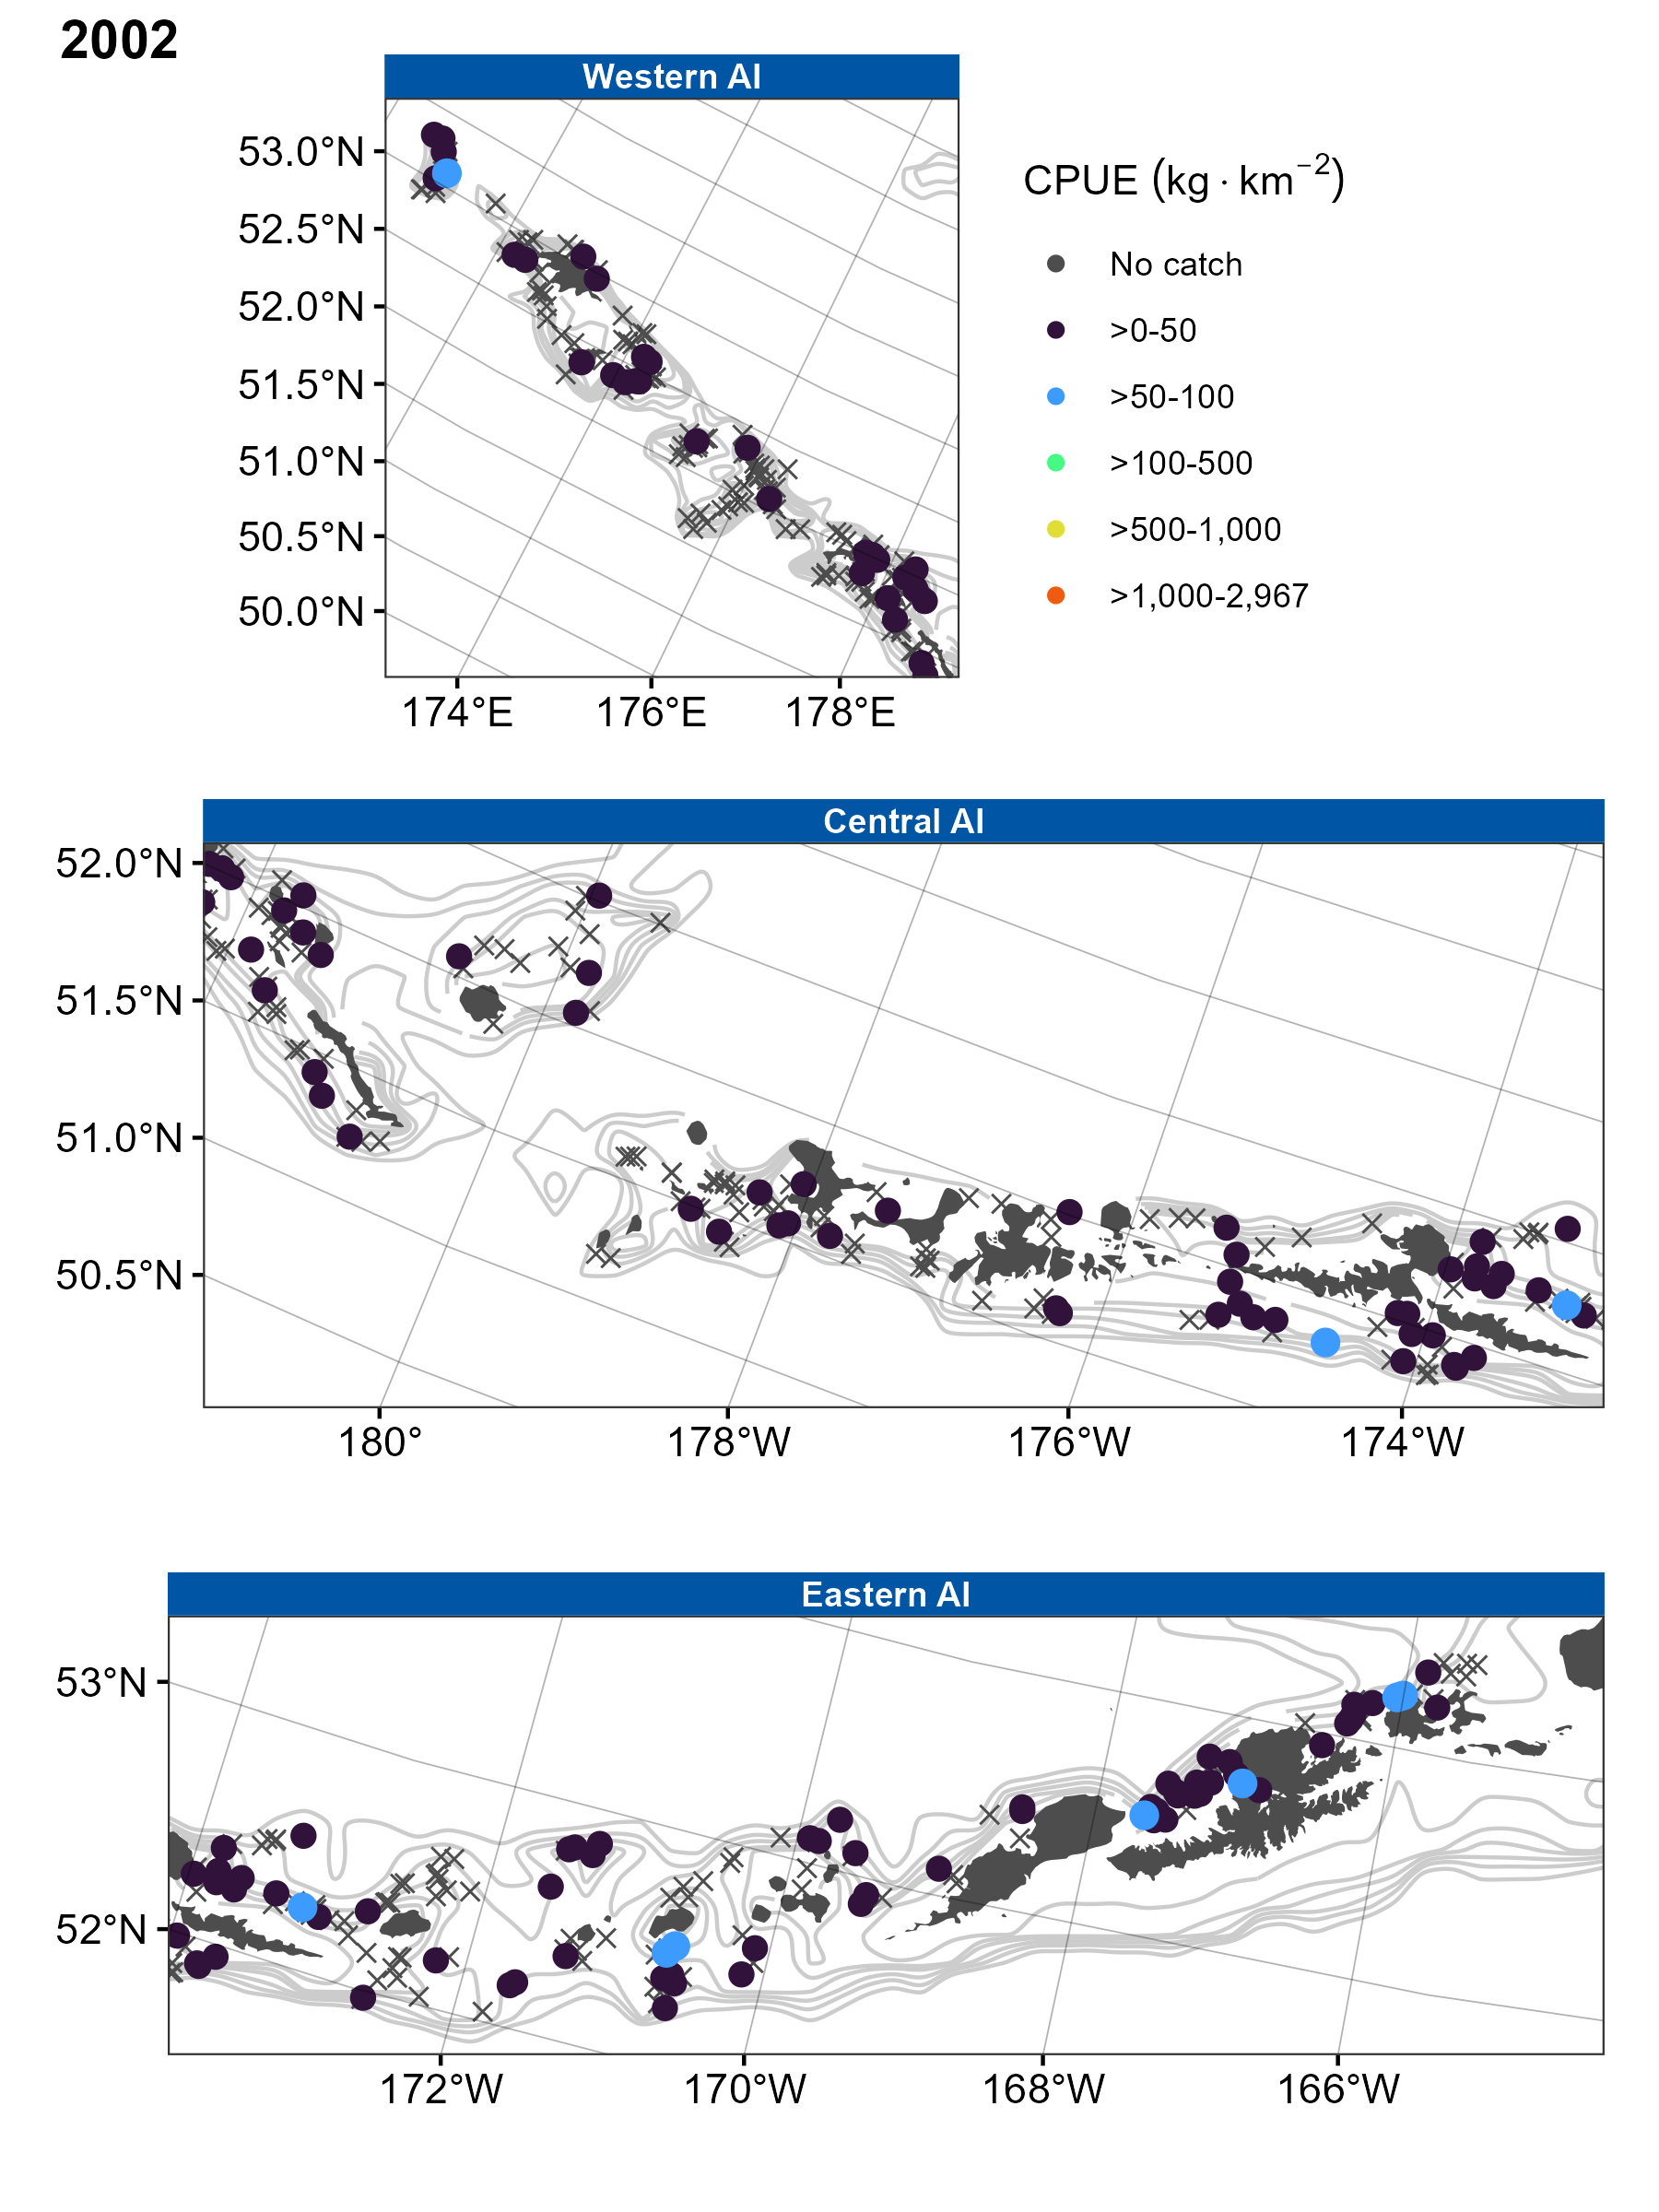 2002
Western AI
53.0°N
52.5°N
52.0°N
51.5°N
51.0°N
50.5°N
50.0°N
174°E 176°E 178°E
CPUE (kg · km⁻²)
No catch
>0-50
>50-100
>100-500
>500-1,000
>1,000-2,967
Central AI
52.0°N
51.5°N
51.0°N
50.5°N
180° 178°W 176°W 174°W
Eastern AI
53°N
52°N
172°W 170°W 168°W 166°W